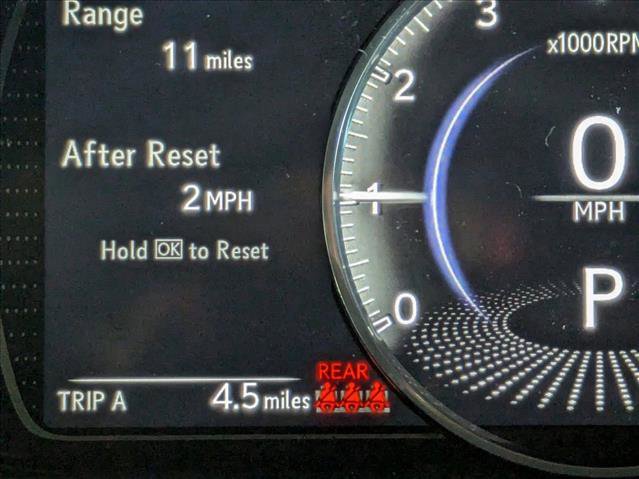 Range
11 miles
After Reset
2 MPH
Hold OK to Reset
TRIP A 4.5 miles
REAR
3
x1000RPM
2
1
0
0
MPH
P